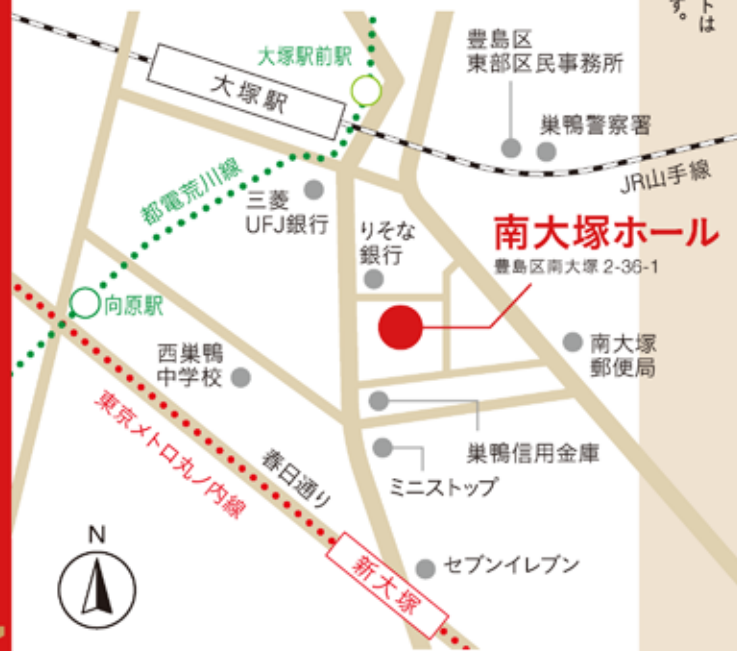 トは
す。
豊島区
東部区民事務所
大塚駅前駅
大塚駅
巣鴨警察署
JR山手線
都電荒川線
三菱
UFJ銀行
りそな
銀行
南大塚ホール
豊島区南大塚 2-36-1
向原駅
西巣鴨
中学校
南大塚
郵便局
東京メトロ丸ノ内線
春日通り
巣鴨信用金庫
ミニストップ
N
新大塚
セブンイレブン